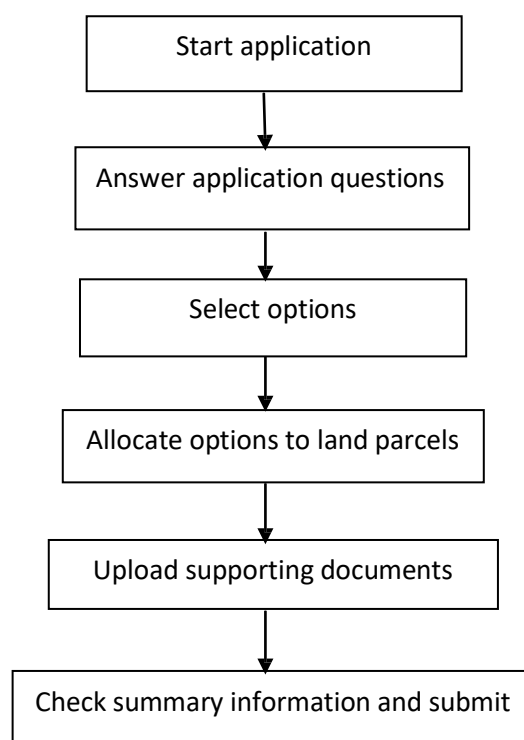 Start application
Answer application questions
Select options
Allocate options to land parcels
Upload supporting documents
Check summary information and submit